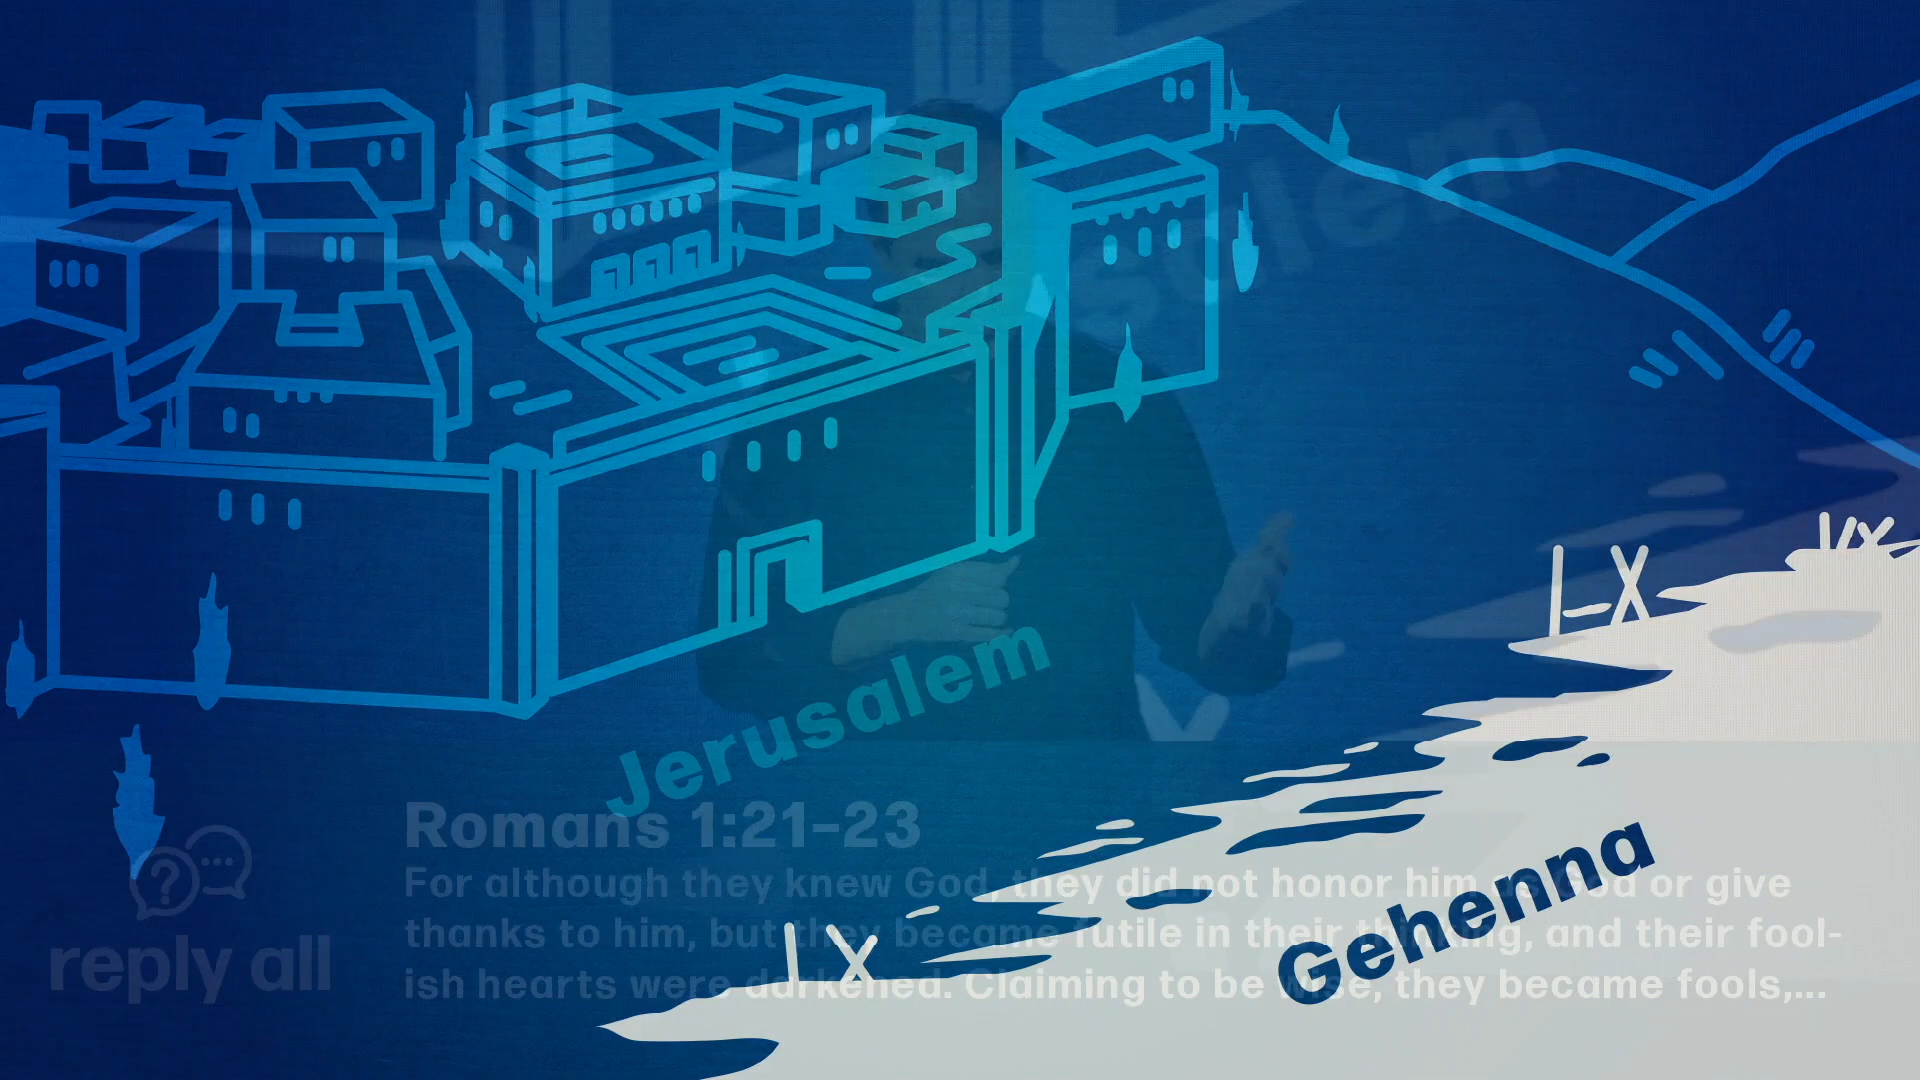 salem
Jerusalem
Romans 1:21–23
For although they knew God, they did not honor him as God or give
thanks to him, but they became futile in their thinking, and their fool-
ish hearts were darkened. Claiming to be wise, they became fools,...
reply all
Gehenna